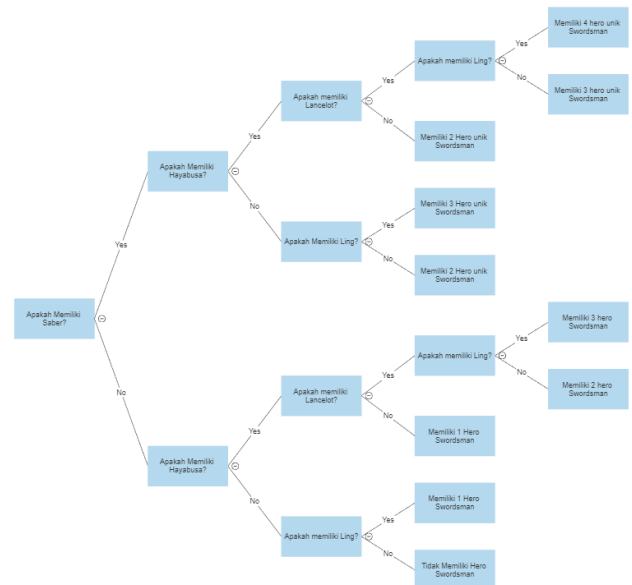 Memiliki 4 hero unik
Swordsman
Yes
Apakah memiliki Ling?
No
Memiliki 3 hero unik
Swordsman
Yes
Apakah memiliki
Lancelot?
No
Memiliki 2 Hero unik
Swordsman
Yes
Apakah Memiliki
Hayabusa?
No
Memiliki 3 Hero unik
Swordsman
Yes
Apakah Memiliki Ling?
No
Memiliki 2 Hero unik
Swordsman
Yes
Apakah Memiliki
Saber?
No
Memiliki 3 hero
Swordsman
Yes
Apakah memiliki Ling?
No
Memiliki 2 hero
Swordsman
Yes
Apakah memiliki
Lancelot?
No
Memiliki 1 Hero
Swordsman
Yes
Apakah Memiliki
Hayabusa?
No
Memiliki 1 Hero
Swordsman
Yes
Apakah memiliki Ling?
No
Tidak Memiliki Hero
Swordsman